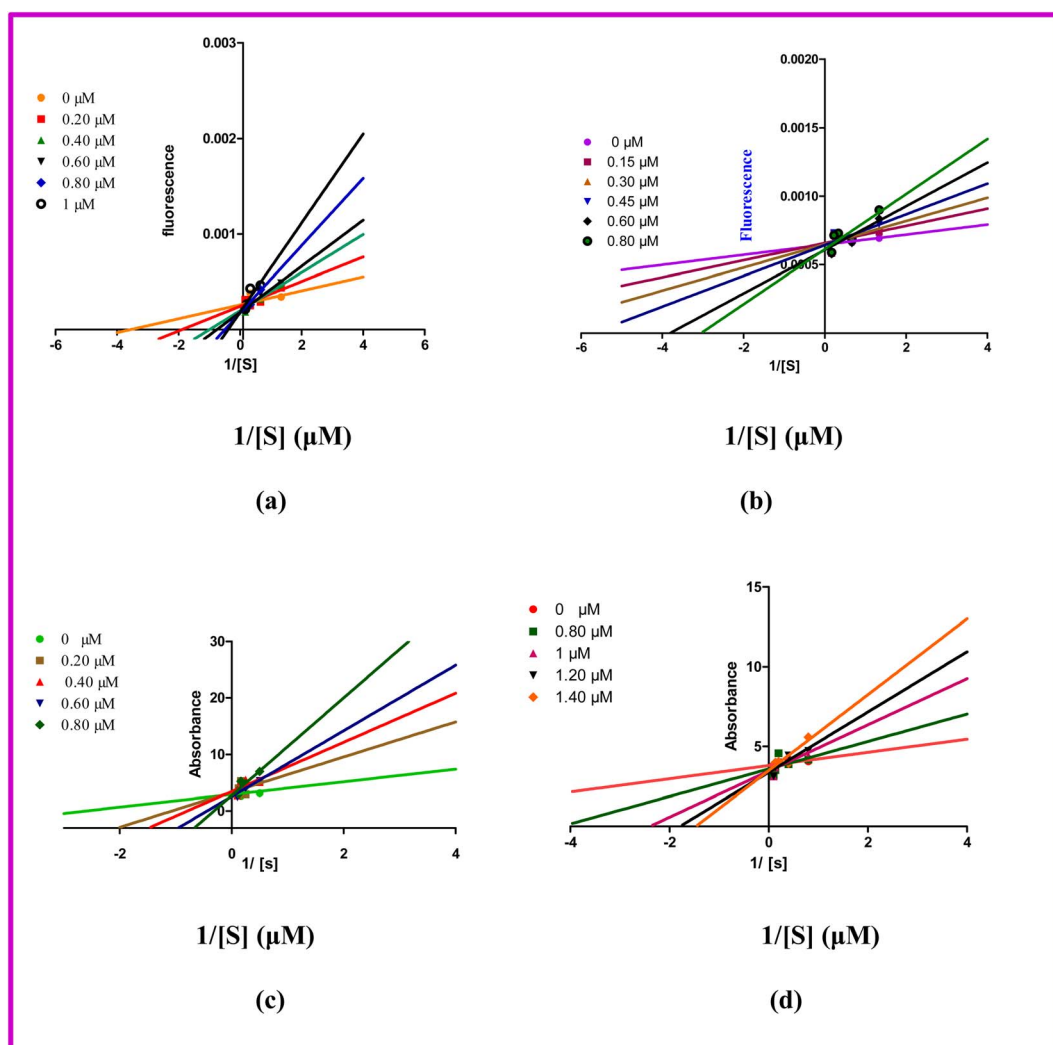 0.003
0 µM
0.20 µM
0.40 µM
0.60 µM
0.80 µM
1 µM
fluorescence
0.002
0.001
-6
-4
-2
0
2
4
6
1/[S]
1/[S] (µM)
(a)
0.0020
0 µM
0.15 µM
0.30 µM
0.45 µM
0.60 µM
0.80 µM
Fluorescence
0.0015
0.0010
0.0005
-6
-4
-2
0
2
4
1/[S]
1/[S] (µM)
(b)
0 µM
0.20 µM
0.40 µM
0.60 µM
0.80 µM
Absorbance
30
20
10
0
-2
0
2
4
1/ [s]
1/[S] (µM)
(c)
0 µM
0.80 µM
1 µM
1.20 µM
1.40 µM
Absorbance
15
10
5
-4
-2
0
2
4
1/ [s]
1/[S] (µM)
(d)